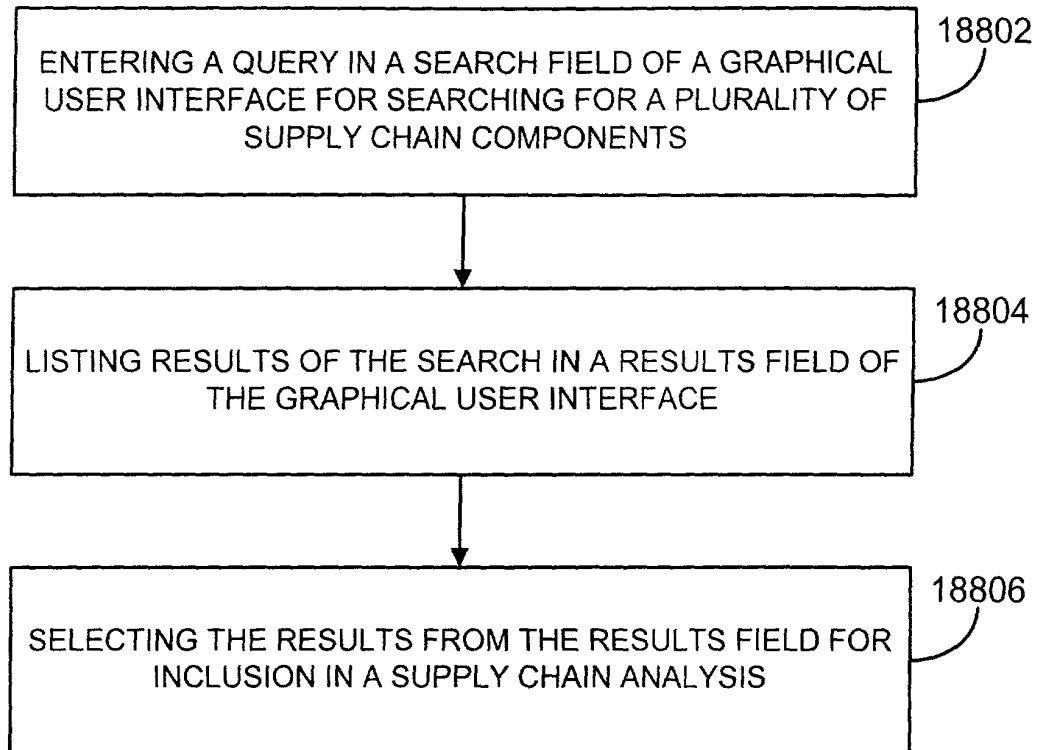 18802
ENTERING A QUERY IN A SEARCH FIELD OF A GRAPHICAL
USER INTERFACE FOR SEARCHING FOR A PLURALITY OF
SUPPLY CHAIN COMPONENTS
18804
LISTING RESULTS OF THE SEARCH IN A RESULTS FIELD OF
THE GRAPHICAL USER INTERFACE
18806
SELECTING THE RESULTS FROM THE RESULTS FIELD FOR
INCLUSION IN A SUPPLY CHAIN ANALYSIS